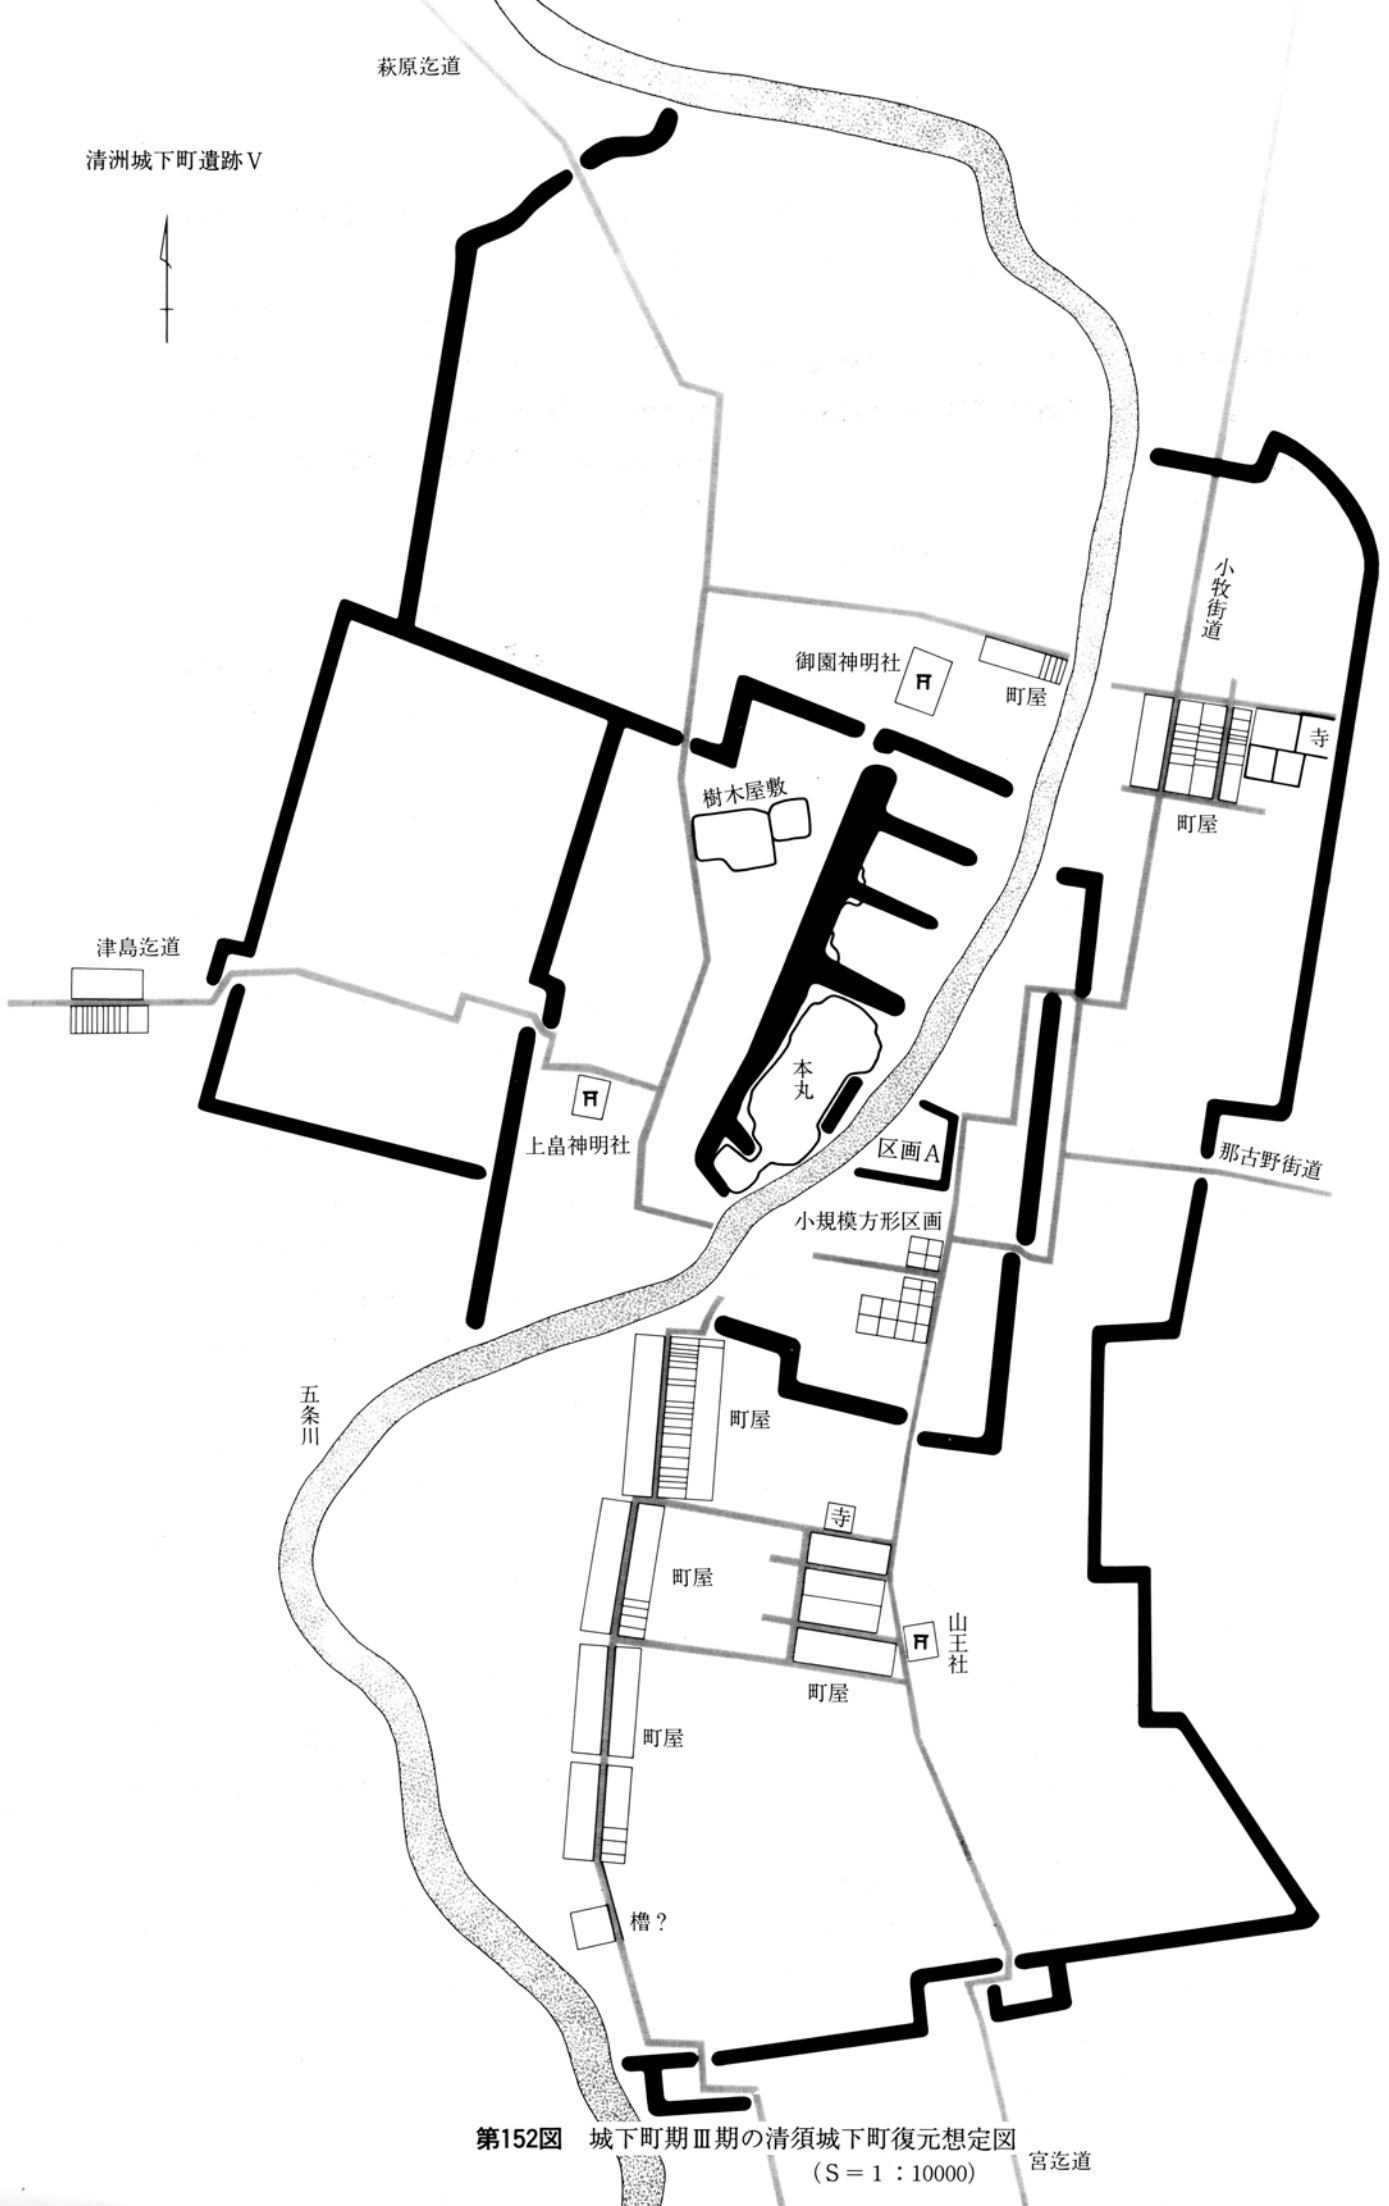 萩原迄道
清洲城下町遺跡Ⅴ
小牧街道
御園神明社
町屋
寺
樹木屋敷
町屋
津島迄道
本丸
上畠神明社
区画A
那古野街道
小規模方形区画
五条川
町屋
寺
町屋
山王社
町屋
町屋
櫓?
第152図 城下町期Ⅲ期の清須城下町復元想定図
(S=1:10000)
宮迄道